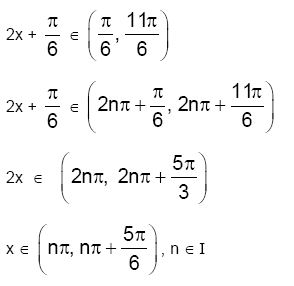 2x + π/6 ∈ (π/6, 11π/6)
2x + π/6 ∈ (2nπ + π/6, 2nπ + 11π/6)
2x ∈ (2nπ, 2nπ + 5π/3)
x ∈ (nπ, nπ + 5π/6), n ∈ I